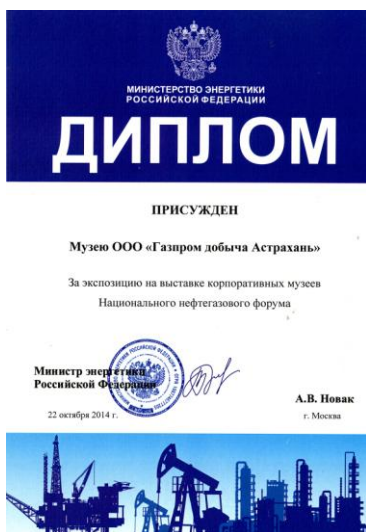 МИНИСТЕРСТВО ЭНЕРГЕТИКИ
РОССИЙСКОЙ ФЕДЕРАЦИИ
ДИПЛОМ
ПРИСУЖДЕН
Музею ООО «Газпром добыча Астрахань»
За экспозицию на выставке корпоративных музеев
Национального нефтегазового форума
Министр энергетики
Российской Федерации
А.В. Новак
22 октября 2014 г.
г. Москва